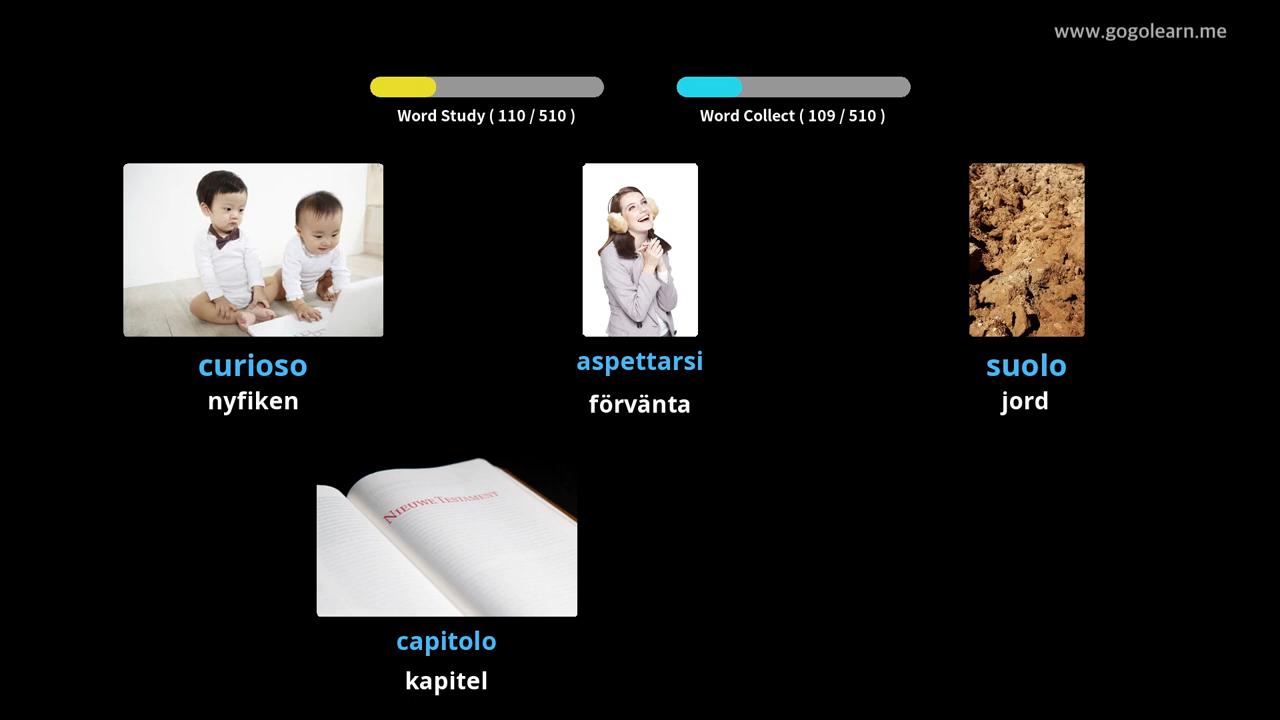 www.gogolearn.me
Word Study ( 110 / 510 )
Word Collect ( 109 / 510 )
curioso
nyfiken
aspettarsi
förvänta
suolo
jord
NIEUWE TESTAMENT
capitolo
kapitel